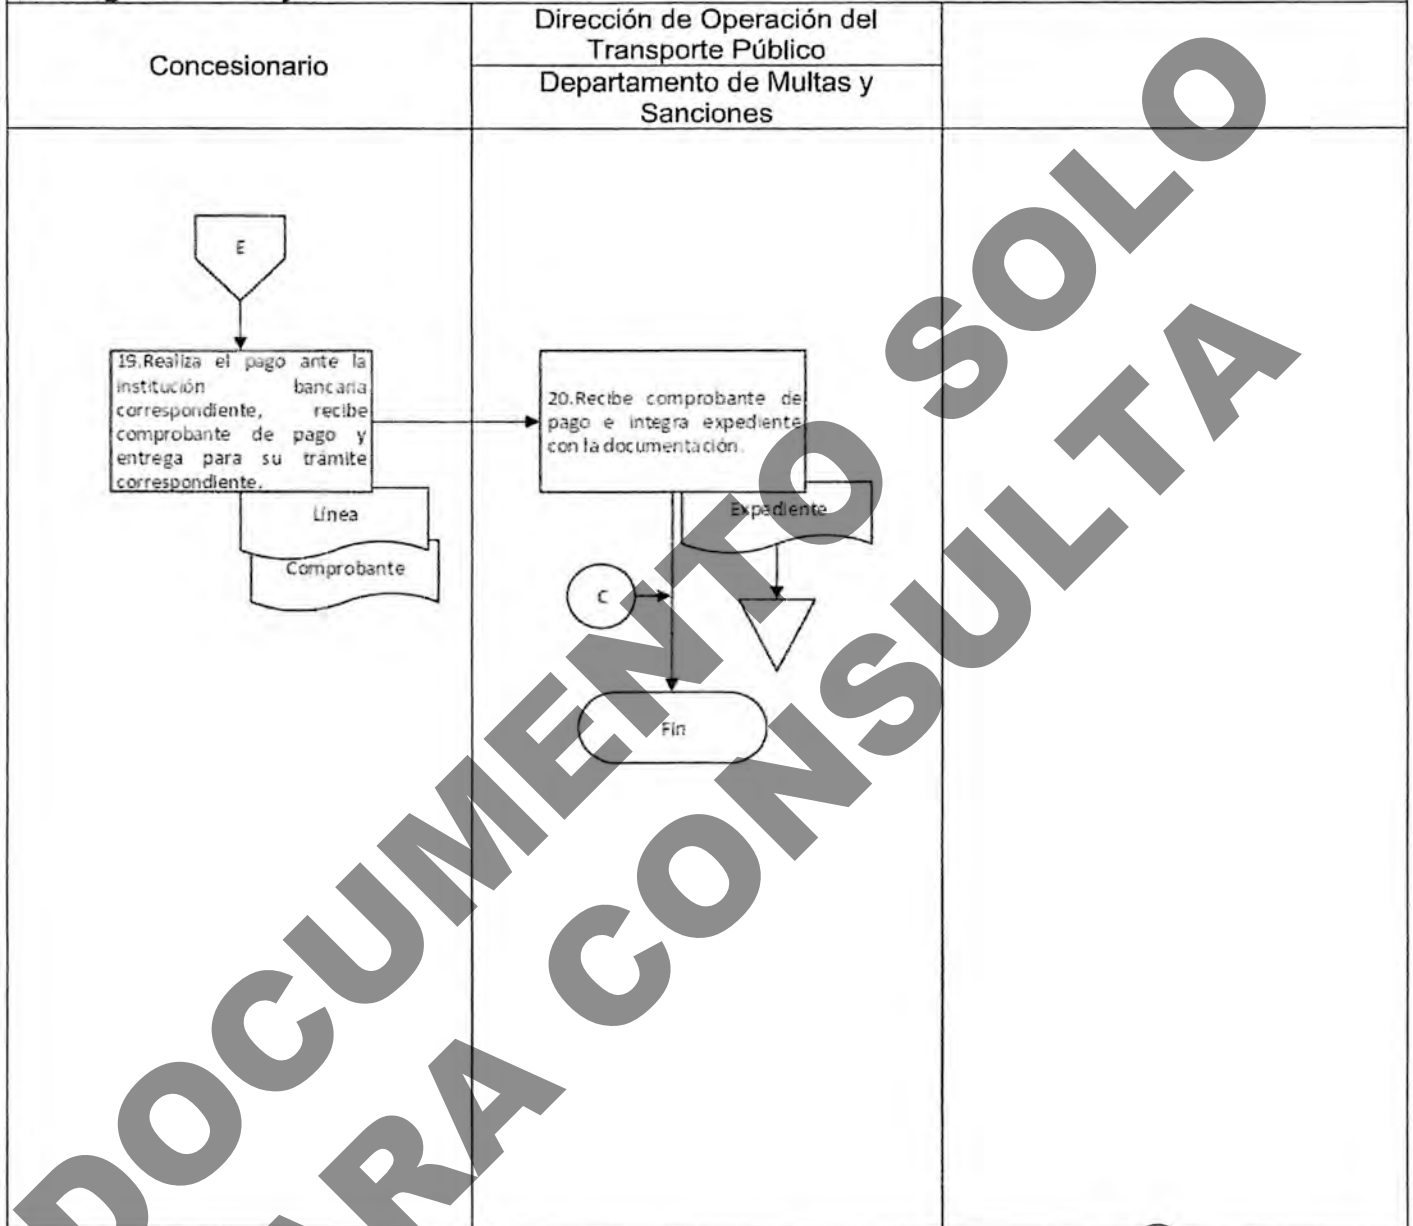 Concesionario
Dirección de Operación del
Transporte Público
Departamento de Multas y
Sanciones
E
19.Realiza el pago ante la
institución bancaria
correspondiente, recibe
comprobante de pago y
entrega para su trámite
correspondiente.
Línea
Comprobante
20.Recibe comprobante de
pago e integra expediente
con la documentación.
Expediente
C
Fin
DOCUMENTO SOLO
ARA CONSULTA